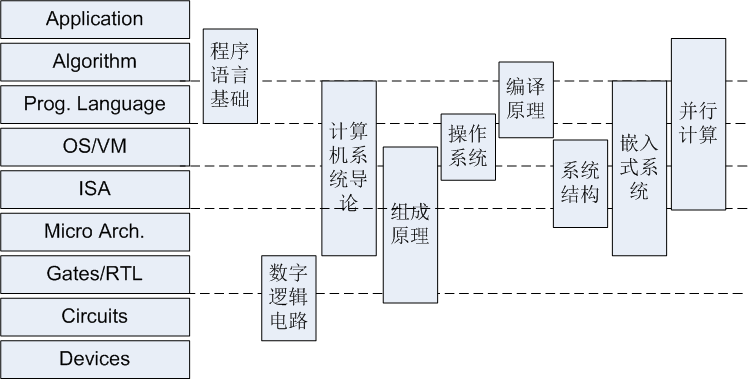 Application
Algorithm
Prog. Language
OS/VM
ISA
Micro Arch.
Gates/RTL
Circuits
Devices
程序
语言
基础
数字
逻辑
电路
计算
机系
统导
论
组成
原理
操作
系统
编译
原理
系统
结构
嵌入
式系
统
并行
计算